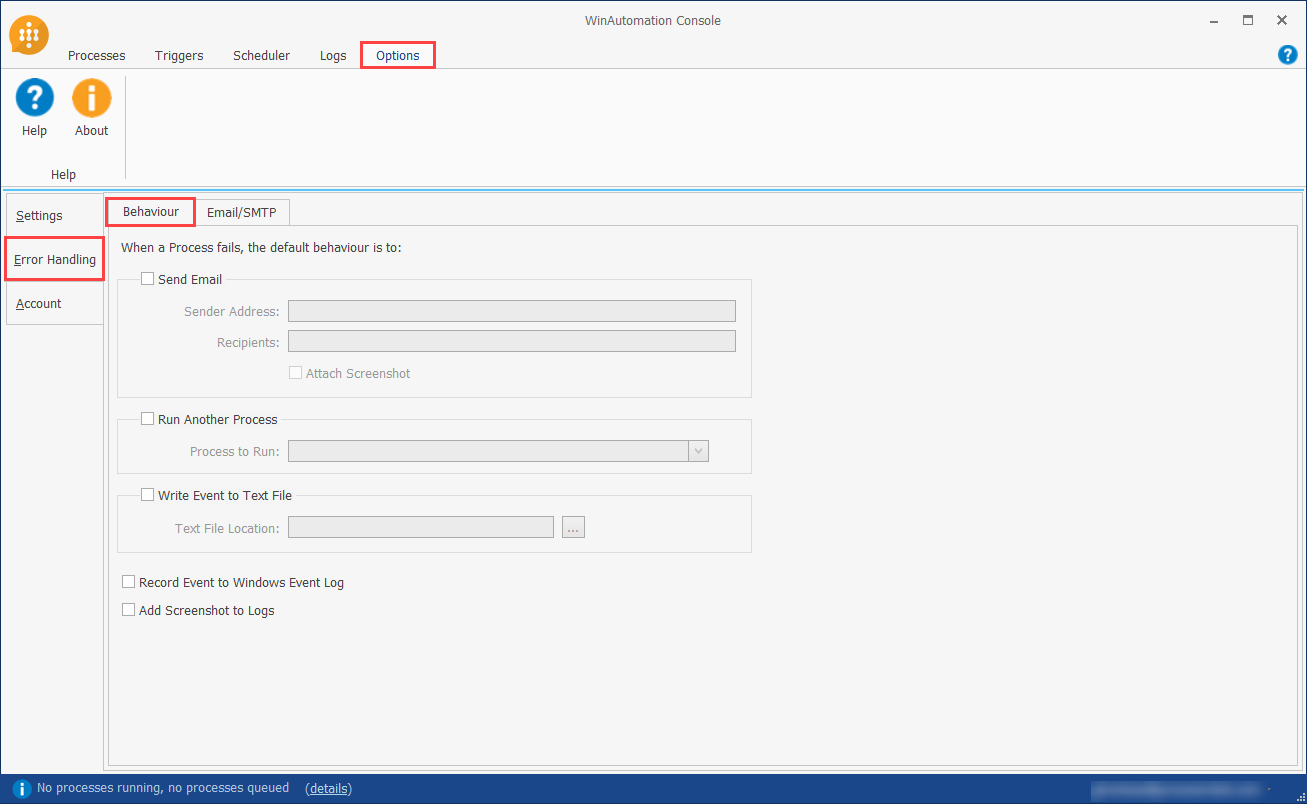 WinAutomation Console
Processes Triggers Scheduler Logs Options
?
? i
Help About
Help
Settings
Error Handling
Account
Behaviour Email/SMTP
When a Process fails, the default behaviour is to:
Send Email
Sender Address:
Recipients:
Attach Screenshot
Run Another Process
Process to Run:
Write Event to Text File
Text File Location: ...
Record Event to Windows Event Log
Add Screenshot to Logs
i No processes running, no processes queued (details)